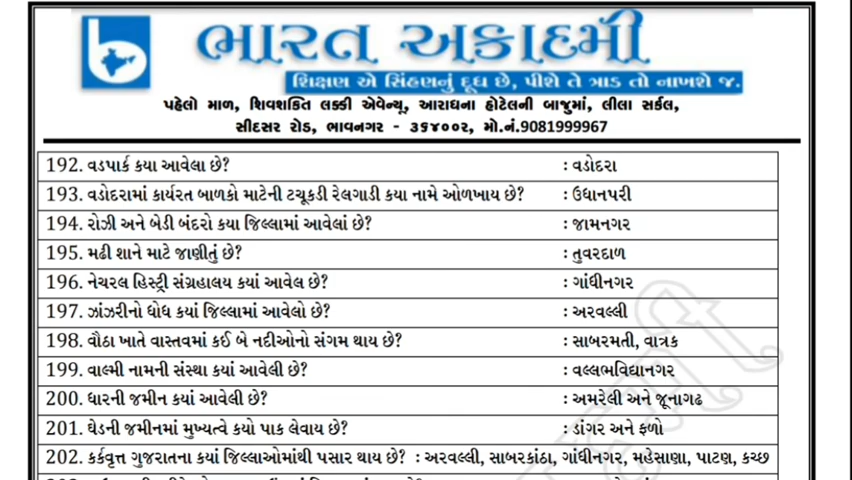 ભારત અકાદમી
શિક્ષણ એ સિંહણનું દૂધ છે, પીશે તે ત્રાડ તો નાખશે જ.
પહેલો માળ, શિવશક્તિ લક્કી એવેન્યૂ, આરાધના હોટેલની બાજુમાં, લીલા સર્કલ,
સીદસર રોડ, ભાવનગર - ૩૬૪૦૦૨, મો.નં.9081999967
192. વડપાર્ક કયા આવેલા છે? : વડોદરા
193. વડોદરામાં કાર્યરત બાળકો માટેની ટચૂકડી રેલગાડી કયા નામે ઓળખાય છે? : ઉધાનપરી
194. રોઝી અને બેડી બંદરો કયા જિલ્લામાં આવેલાં છે? : જામનગર
195. મઢી શાને માટે જાણીતું છે? : તુવરદાળ
196. નેચરલ હિસ્ટ્રી સંગ્રહાલય કયાં આવેલ છે? : ગાંધીનગર
197. ઝાંઝરીનો ધોધ કયાં જિલ્લામાં આવેલો છે? : અરવલ્લી
198. વૌઠા ખાતે વાસ્તવમાં કઈ બે નદીઓનો સંગમ થાય છે? : સાબરમતી, વાત્રક
199. વાલ્મી નામની સંસ્થા કયાં આવેલી છે? : વલ્લભવિદ્યાનગર
200. ધારની જમીન કયાં આવેલી છે? : અમરેલી અને જૂનાગઢ
201. ઘેડની જમીનમાં મુખ્યત્વે કયો પાક લેવાય છે? : ડાંગર અને ફળો
202. કર્કવૃત્ત ગુજરાતના કયાં જિલ્લાઓમાંથી પસાર થાય છે? : અરવલ્લી, સાબરકાંઠા, ગાંધીનગર, મહેસાણા, પાટણ, કચ્છ